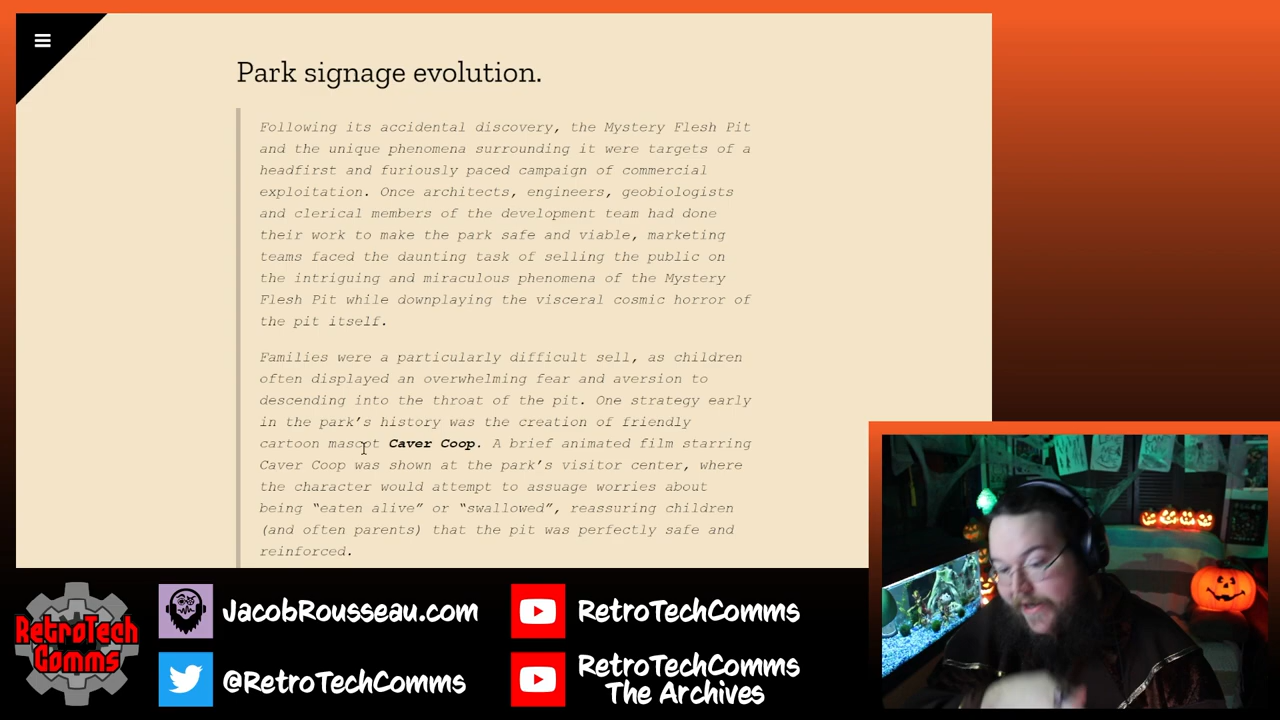 Park signage evolution.
Following its accidental discovery, the Mystery Flesh Pit
and the unique phenomena surrounding it were targets of a
headfirst and furiously paced campaign of commercial
exploitation. Once architects, engineers, geobiologists
and clerical members of the development team had done
their work to make the park safe and viable, marketing
teams faced the daunting task of selling the public on
the intriguing and miraculous phenomena of the Mystery
Flesh Pit while downplaying the visceral cosmic horror of
the pit itself.
Families were a particularly difficult sell, as children
often displayed an overwhelming fear and aversion to
descending into the throat of the pit. One strategy early
in the park’s history was the creation of friendly
cartoon mascot Caver Coop. A brief animated film starring
Caver Coop was shown at the park’s visitor center, where
the character would attempt to assuage worries about
being “eaten alive” or “swallowed”, reassuring children
(and often parents) that the pit was perfectly safe and
reinforced.
RetroTech
Comms
JacobRousseau.com
@RetroTechComms
RetroTechComms
RetroTechComms
The Archives